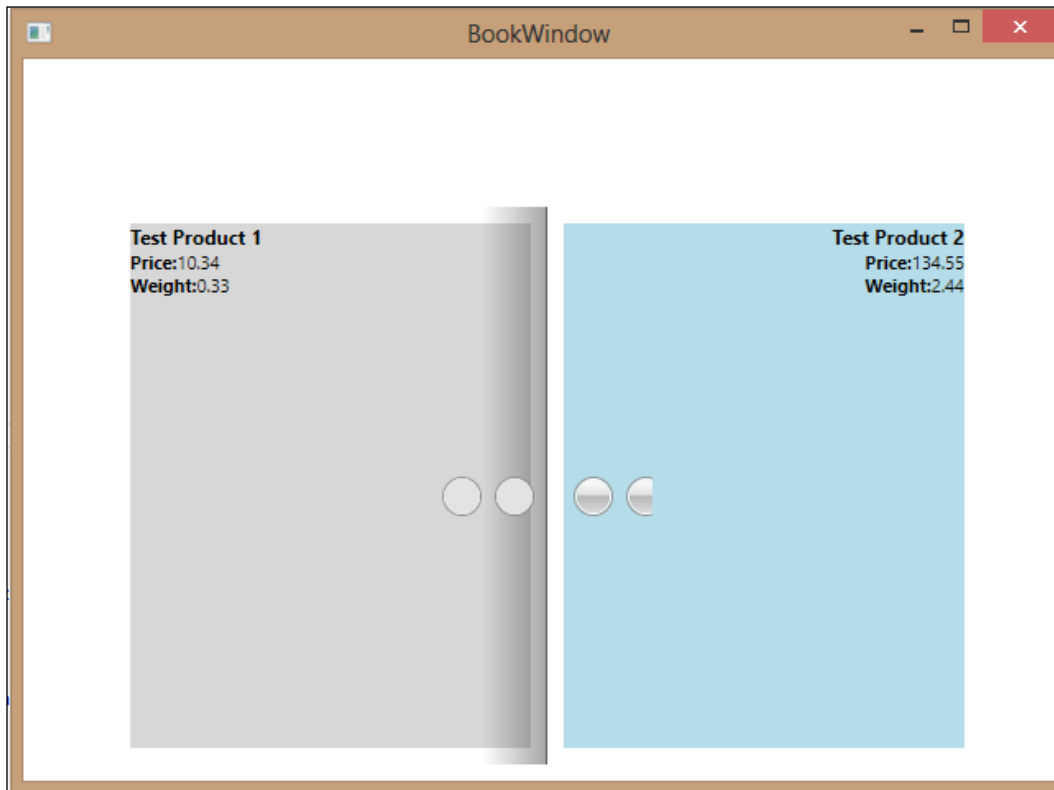 BookWindow
Test Product 1
Price:10.34
Weight:0.33
Test Product 2
Price:134.55
Weight:2.44